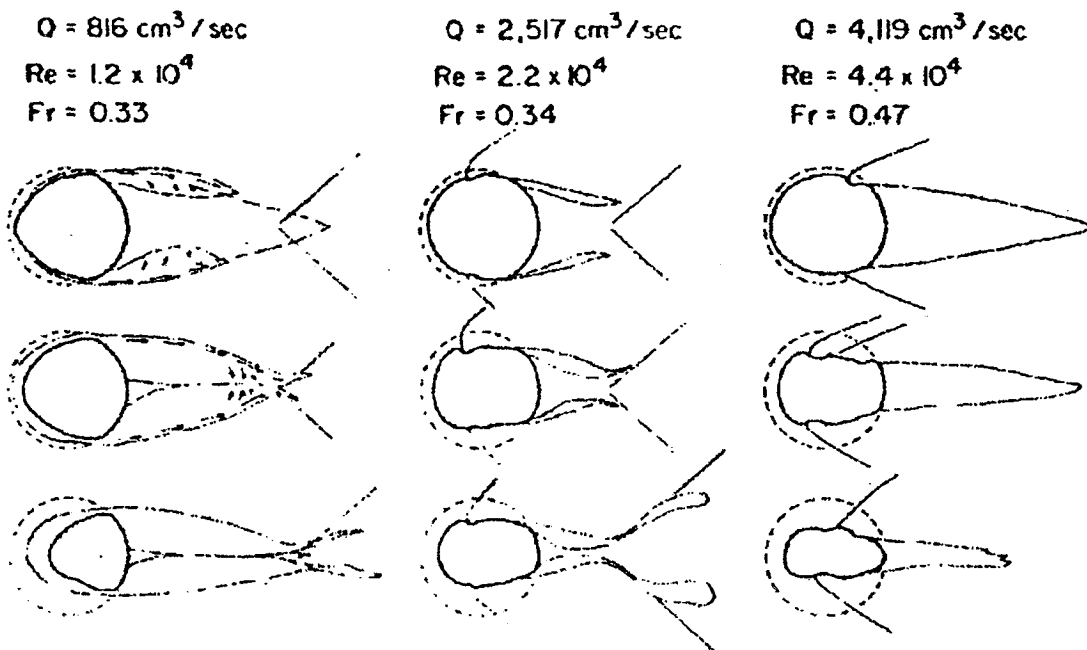 Q = 816 cm³/sec
Re = 1.2 x 10⁴
Fr = 0.33
Q = 2,517 cm³/sec
Re = 2.2 x 10⁴
Fr = 0.34
Q = 4,119 cm³/sec
Re = 4.4 x 10⁴
Fr = 0.47